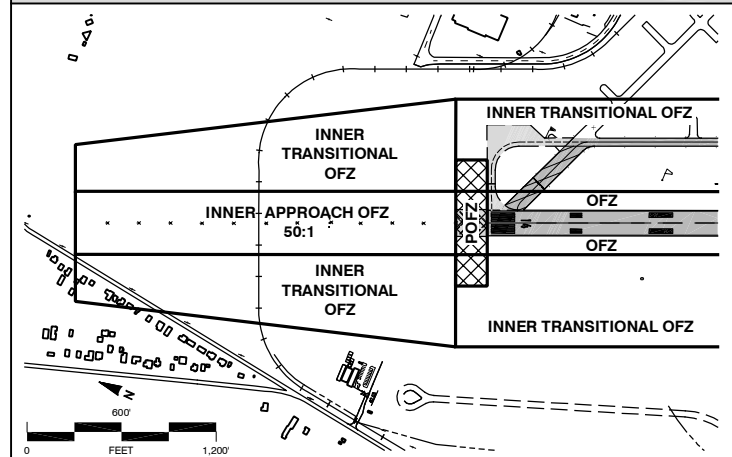 INNER TRANSITIONAL OFZ
INNER
TRANSITIONAL
OFZ
OFZ
INNER APPROACH OFZ
50:1
POFZ
14
OFZ
INNER
TRANSITIONAL
OFZ
INNER TRANSITIONAL OFZ
N
600'
0 FEET 1,200'